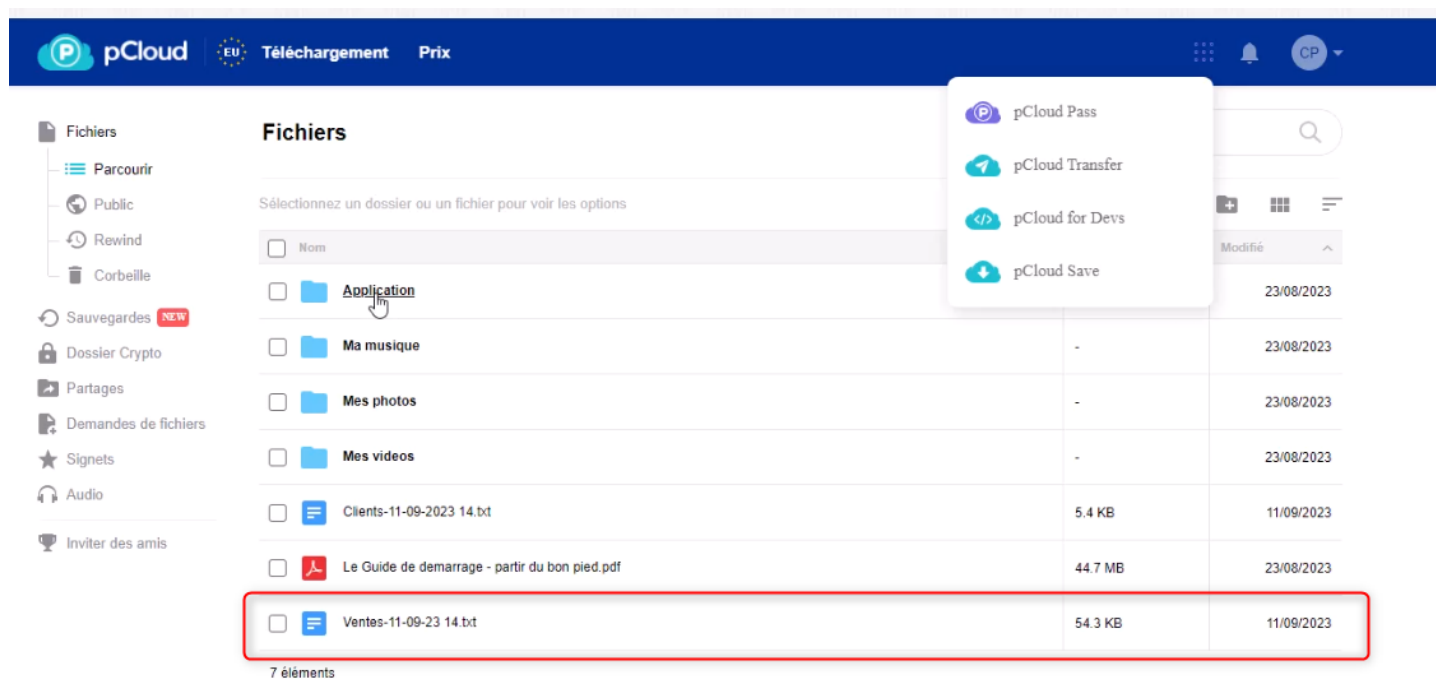 pCloud EU Téléchargement Prix CP
pCloud Pass
pCloud Transfer
pCloud for Devs
pCloud Save
Fichiers
Parcourir
Public
Rewind
Corbeille
Sauvegardes NEW
Dossier Crypto
Partages
Demandes de fichiers
Signets
Audio
Inviter des amis
Fichiers
Sélectionnez un dossier ou un fichier pour voir les options
Nom Modifié
Application 23/08/2023
Ma musique - 23/08/2023
Mes photos - 23/08/2023
Mes videos - 23/08/2023
Clients-11-09-2023 14.txt 5.4 KB 11/09/2023
Le Guide de demarrage - partir du bon pied.pdf 44.7 MB 23/08/2023
Ventes-11-09-23 14.txt 54.3 KB 11/09/2023
7 éléments